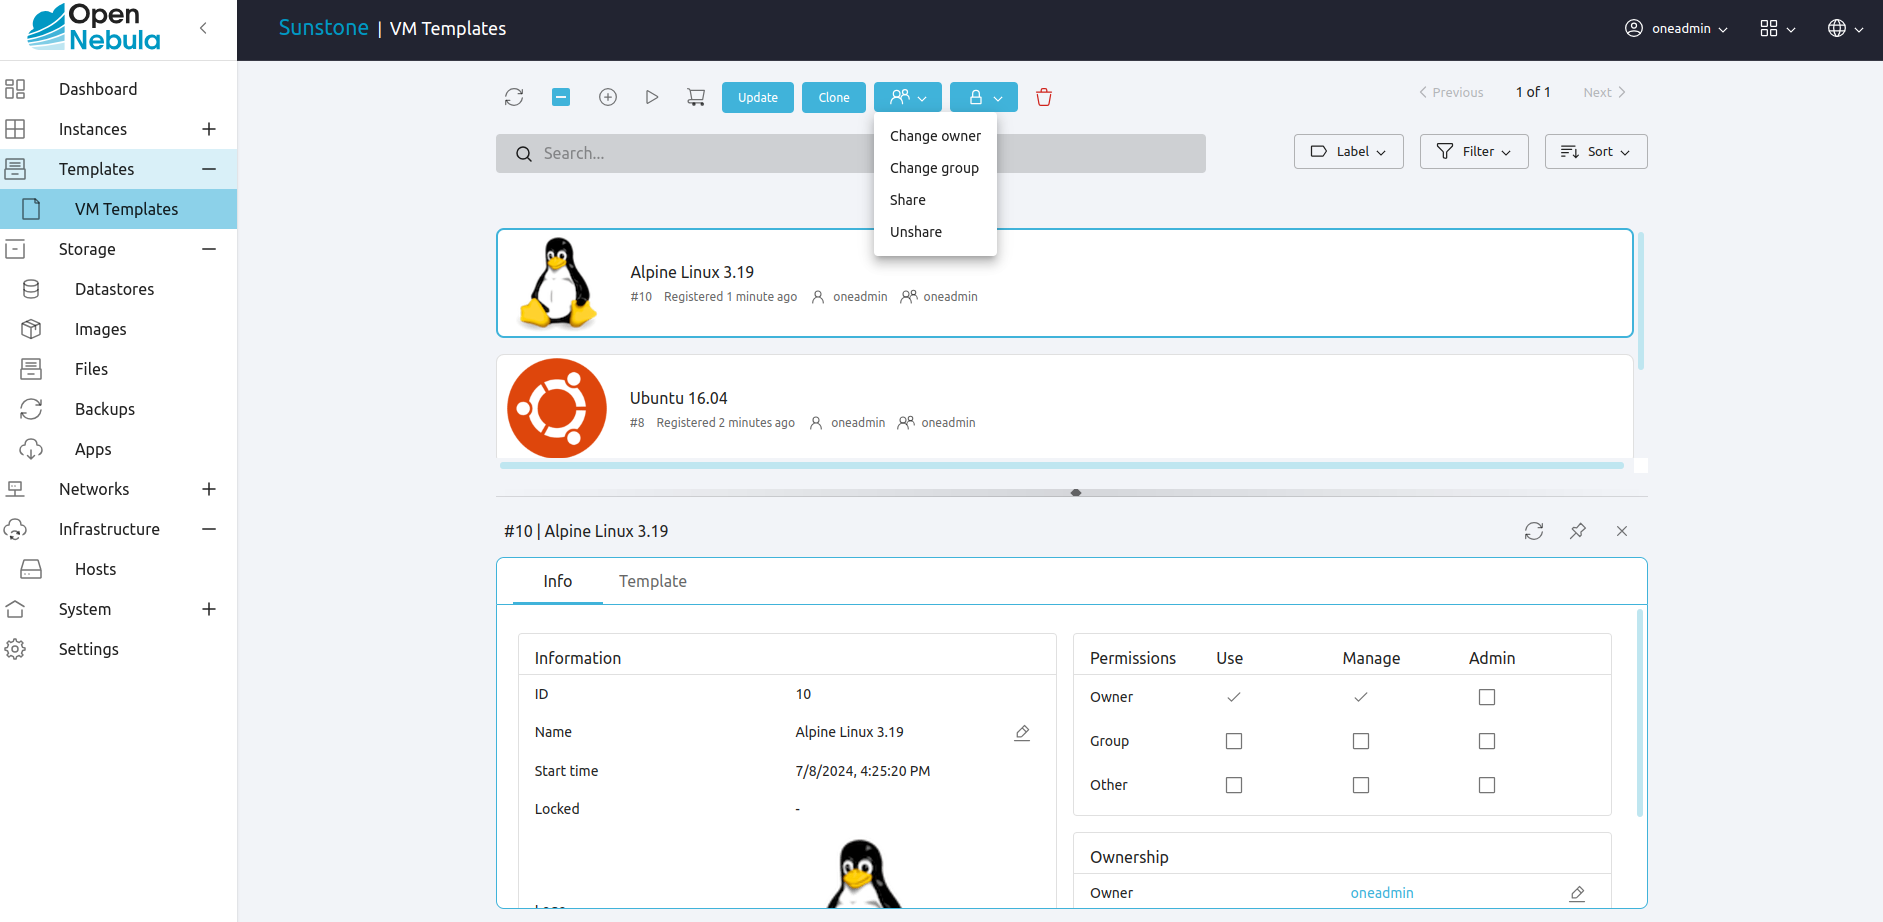 Open
Nebula
Sunstone | VM Templates
oneadmin
Dashboard
Instances
Templates
VM Templates
Storage
Datastores
Images
Files
Backups
Apps
Networks
Infrastructure
Hosts
System
Settings
Update
Clone
Previous
1 of 1
Next
Change owner
Change group
Share
Unshare
Search...
Label
Filter
Sort
Alpine Linux 3.19
#10 Registered 1 minute ago oneadmin oneadmin
Ubuntu 16.04
#8 Registered 2 minutes ago oneadmin oneadmin
#10 | Alpine Linux 3.19
Info
Template
Information
ID 10
Name Alpine Linux 3.19
Start time 7/8/2024, 4:25:20 PM
Locked -
Permissions Use Manage Admin
Owner
Group
Other
Ownership
Owner oneadmin